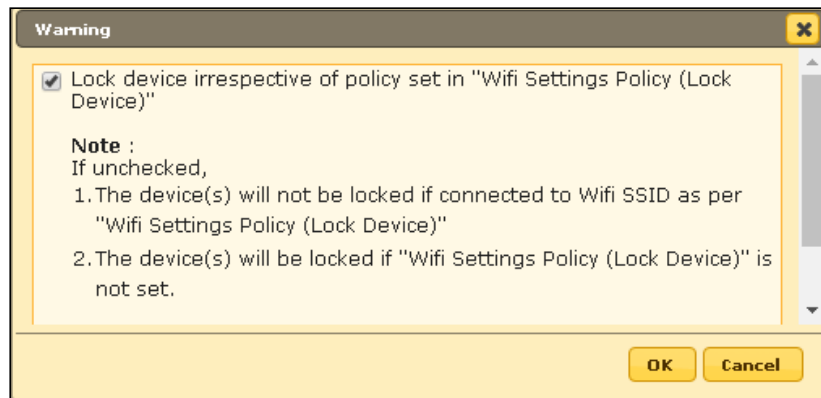 Warning
Lock device irrespective of policy set in "Wifi Settings Policy (Lock
Device)"
Note :
If unchecked,
1. The device(s) will not be locked if connected to Wifi SSID as per
"Wifi Settings Policy (Lock Device)"
2. The device(s) will be locked if "Wifi Settings Policy (Lock Device)" is
not set.
OK Cancel